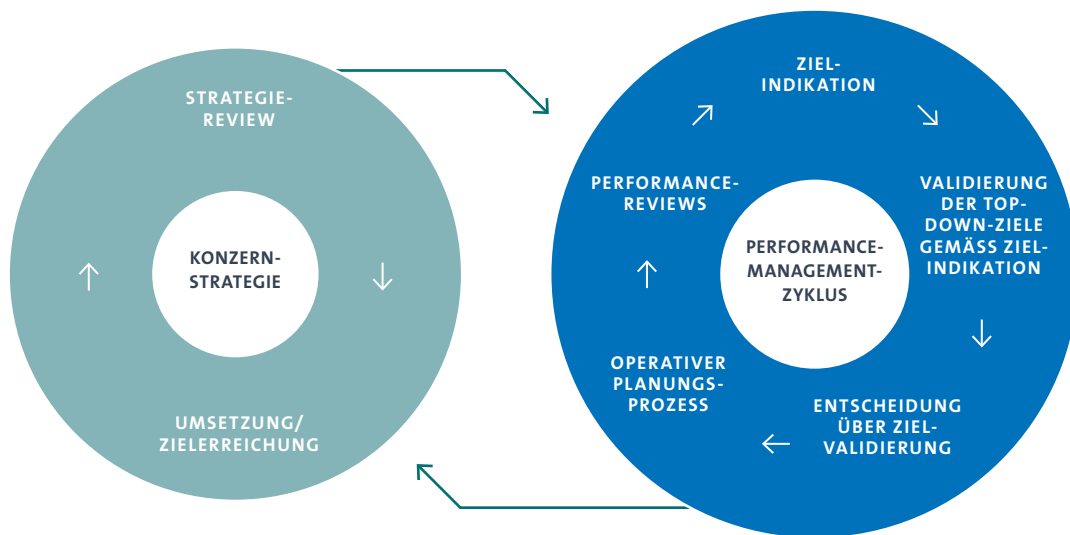 STRATEGIE-
REVIEW
KONZERN-
STRATEGIE
UMSETZUNG/
ZIELERREICHUNG
ZIEL-
INDIKATION
VALIDIERUNG
DER TOP-
DOWN-ZIELE
GEMÄSS ZIEL-
INDIKATION
ENTSCHEIDUNG
ÜBER ZIEL-
VALIDIERUNG
OPERATIVER
PLANUNGS-
PROZESS
PERFORMANCE-
REVIEWS
PERFORMANCE-
MANAGEMENT-
ZYKLUS